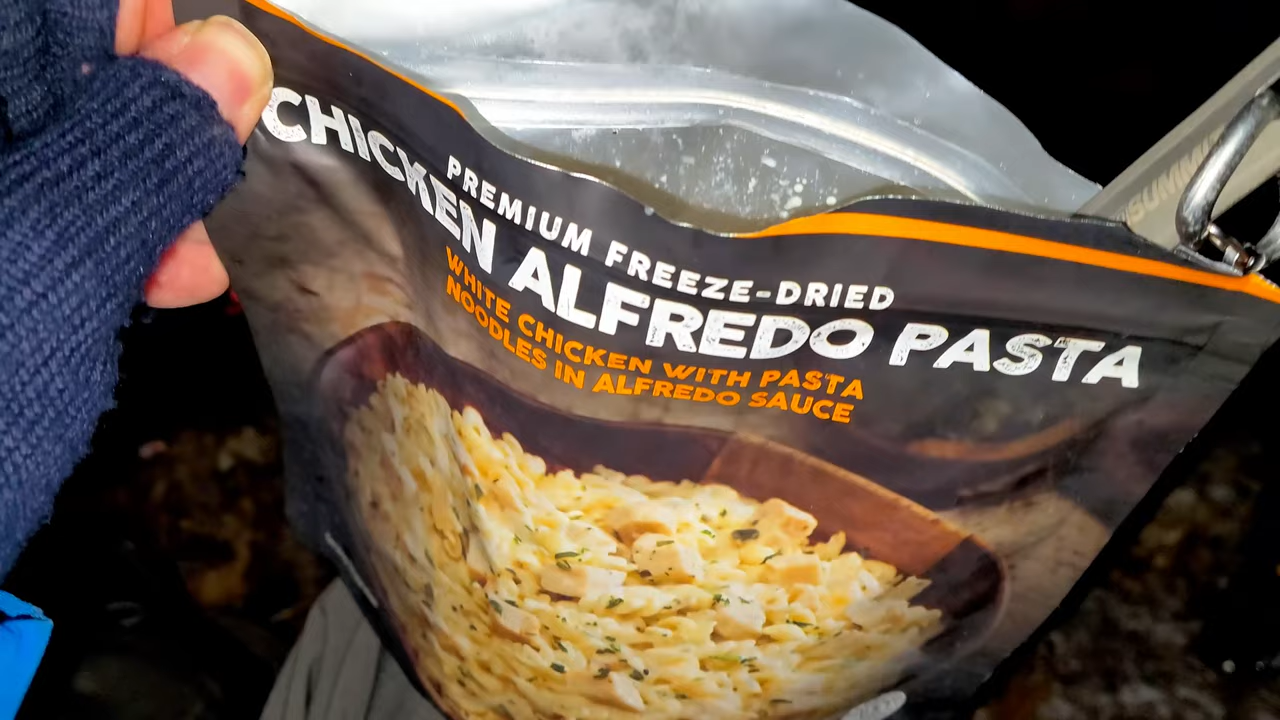 PREMIUM FREEZE-DRIED
CHICKEN ALFREDO PASTA
WHITE CHICKEN WITH PASTA
NOODLES IN ALFREDO SAUCE